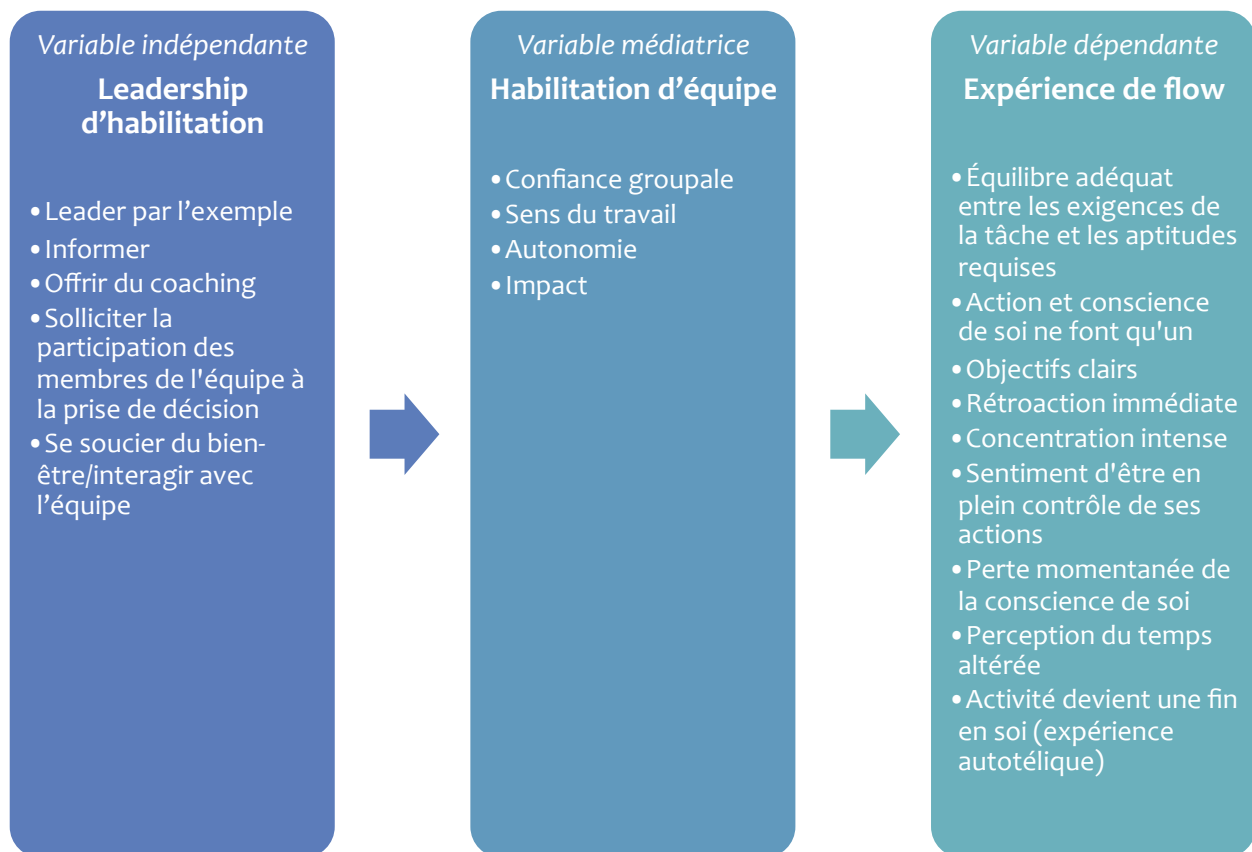 Variable indépendante
Leadership
d’habilitation
•Leader par l’exemple
•Informer
•Offrir du coaching
•Solliciter la
participation des
membres de l'équipe à
la prise de décision
•Se soucier du bien-
être/interagir avec
l’équipe
Variable médiatrice
Habilitation d’équipe
•Confiance groupale
•Sens du travail
•Autonomie
•Impact
Variable dépendante
Expérience de flow
•Équilibre adéquat
entre les exigences de
la tâche et les aptitudes
requises
•Action et conscience
de soi ne font qu'un
•Objectifs clairs
•Rétroaction immédiate
•Concentration intense
•Sentiment d'être en
plein contrôle de ses
actions
•Perte momentanée de
la conscience de soi
•Perception du temps
altérée
•Activité devient une fin
en soi (expérience
autotélique)